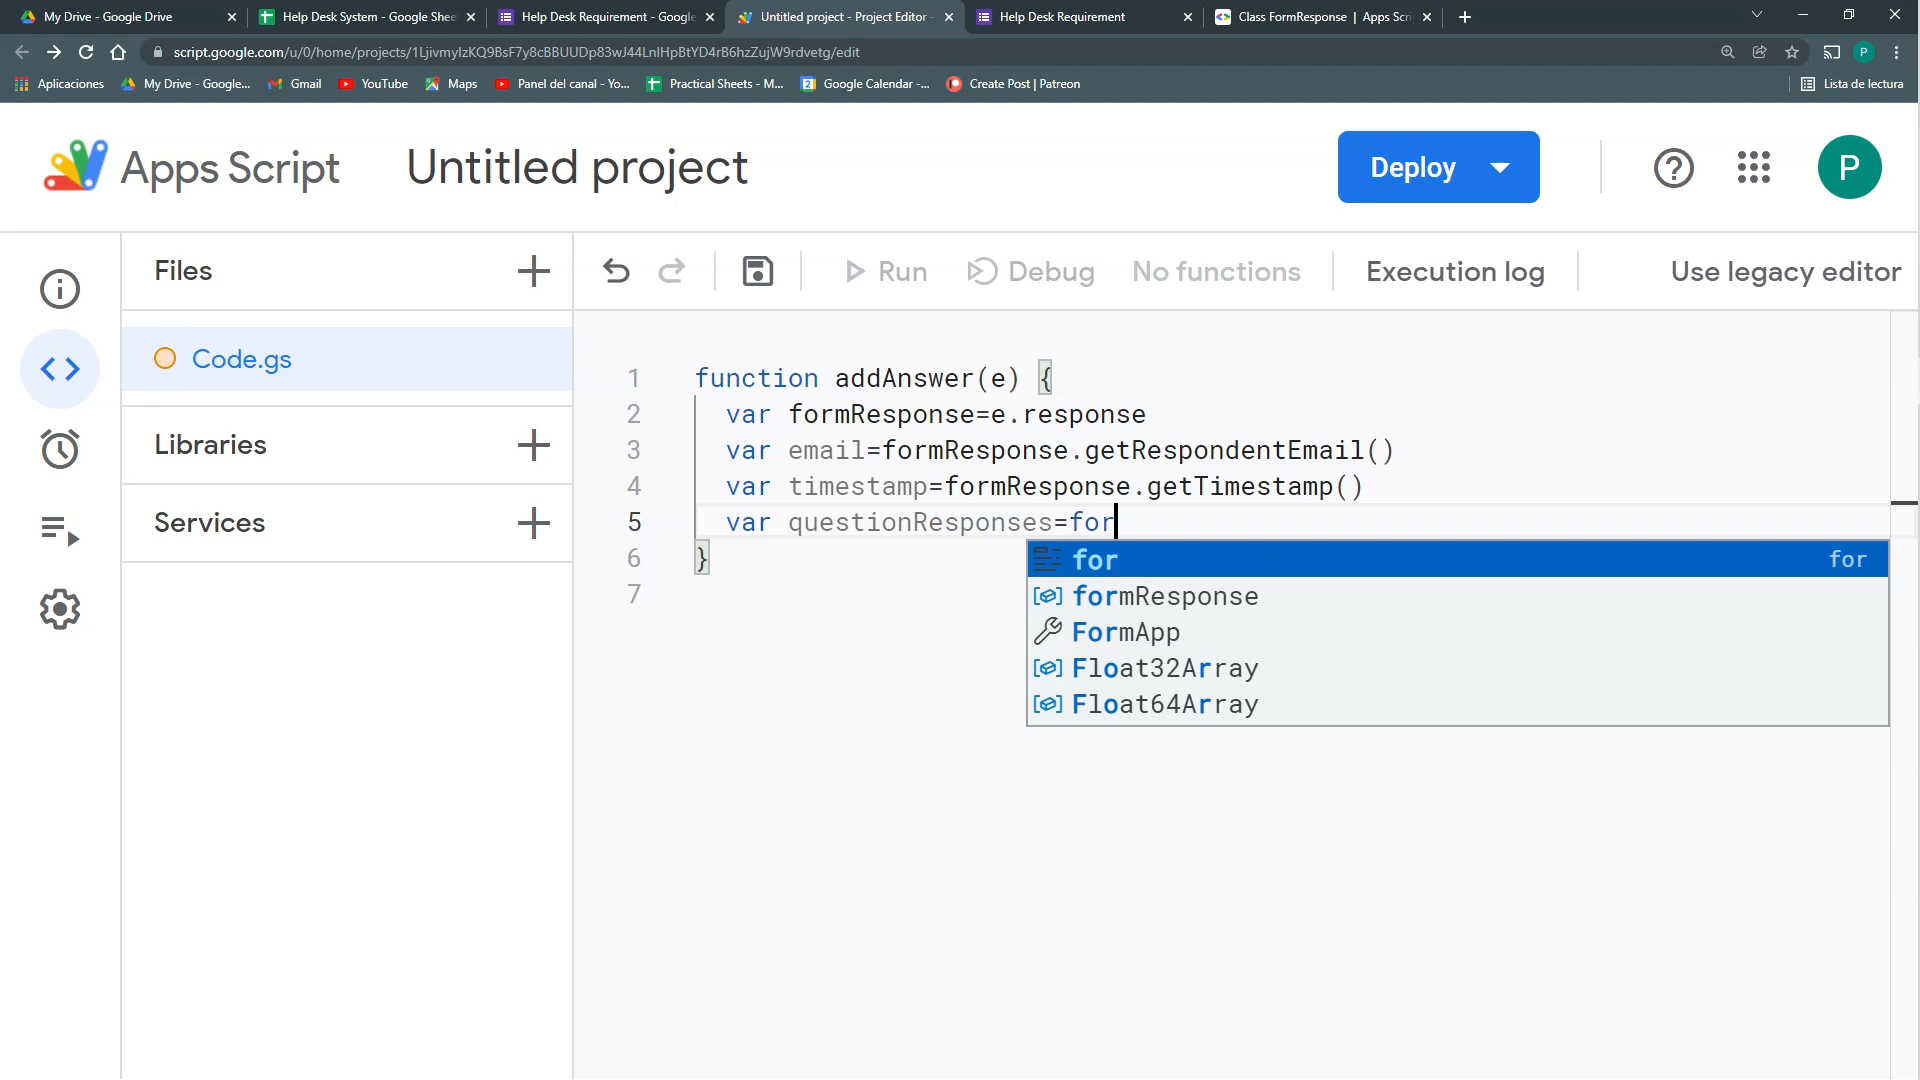 My Drive - Google Drive
Help Desk System - Google Shee
Help Desk Requirement - Google
Untitled project - Project Editor -
Help Desk Requirement
Class FormResponse | Apps Scri
script.google.com/u/0/home/projects/1LjivmyIzKQ9BsF7y8cBBUUDp83wJ44LnlHpBtYD4rB6hzZujW9rdvetg/edit
P
Aplicaciones
My Drive - Google...
Gmail
YouTube
Maps
Panel del canal - Yo...
Practical Sheets - M...
Google Calendar -...
Create Post | Patreon
Lista de lectura
Apps Script
Untitled project
Deploy
P
Files
Run
Debug
No functions
Execution log
Use legacy editor
Code.gs
Libraries
Services
1 function addAnswer(e) {
2 var formResponse=e.response
3 var email=formResponse.getRespondentEmail()
4 var timestamp=formResponse.getTimestamp()
5 var questionResponses=for
6 }
7
for for
formResponse
FormApp
Float32Array
Float64Array